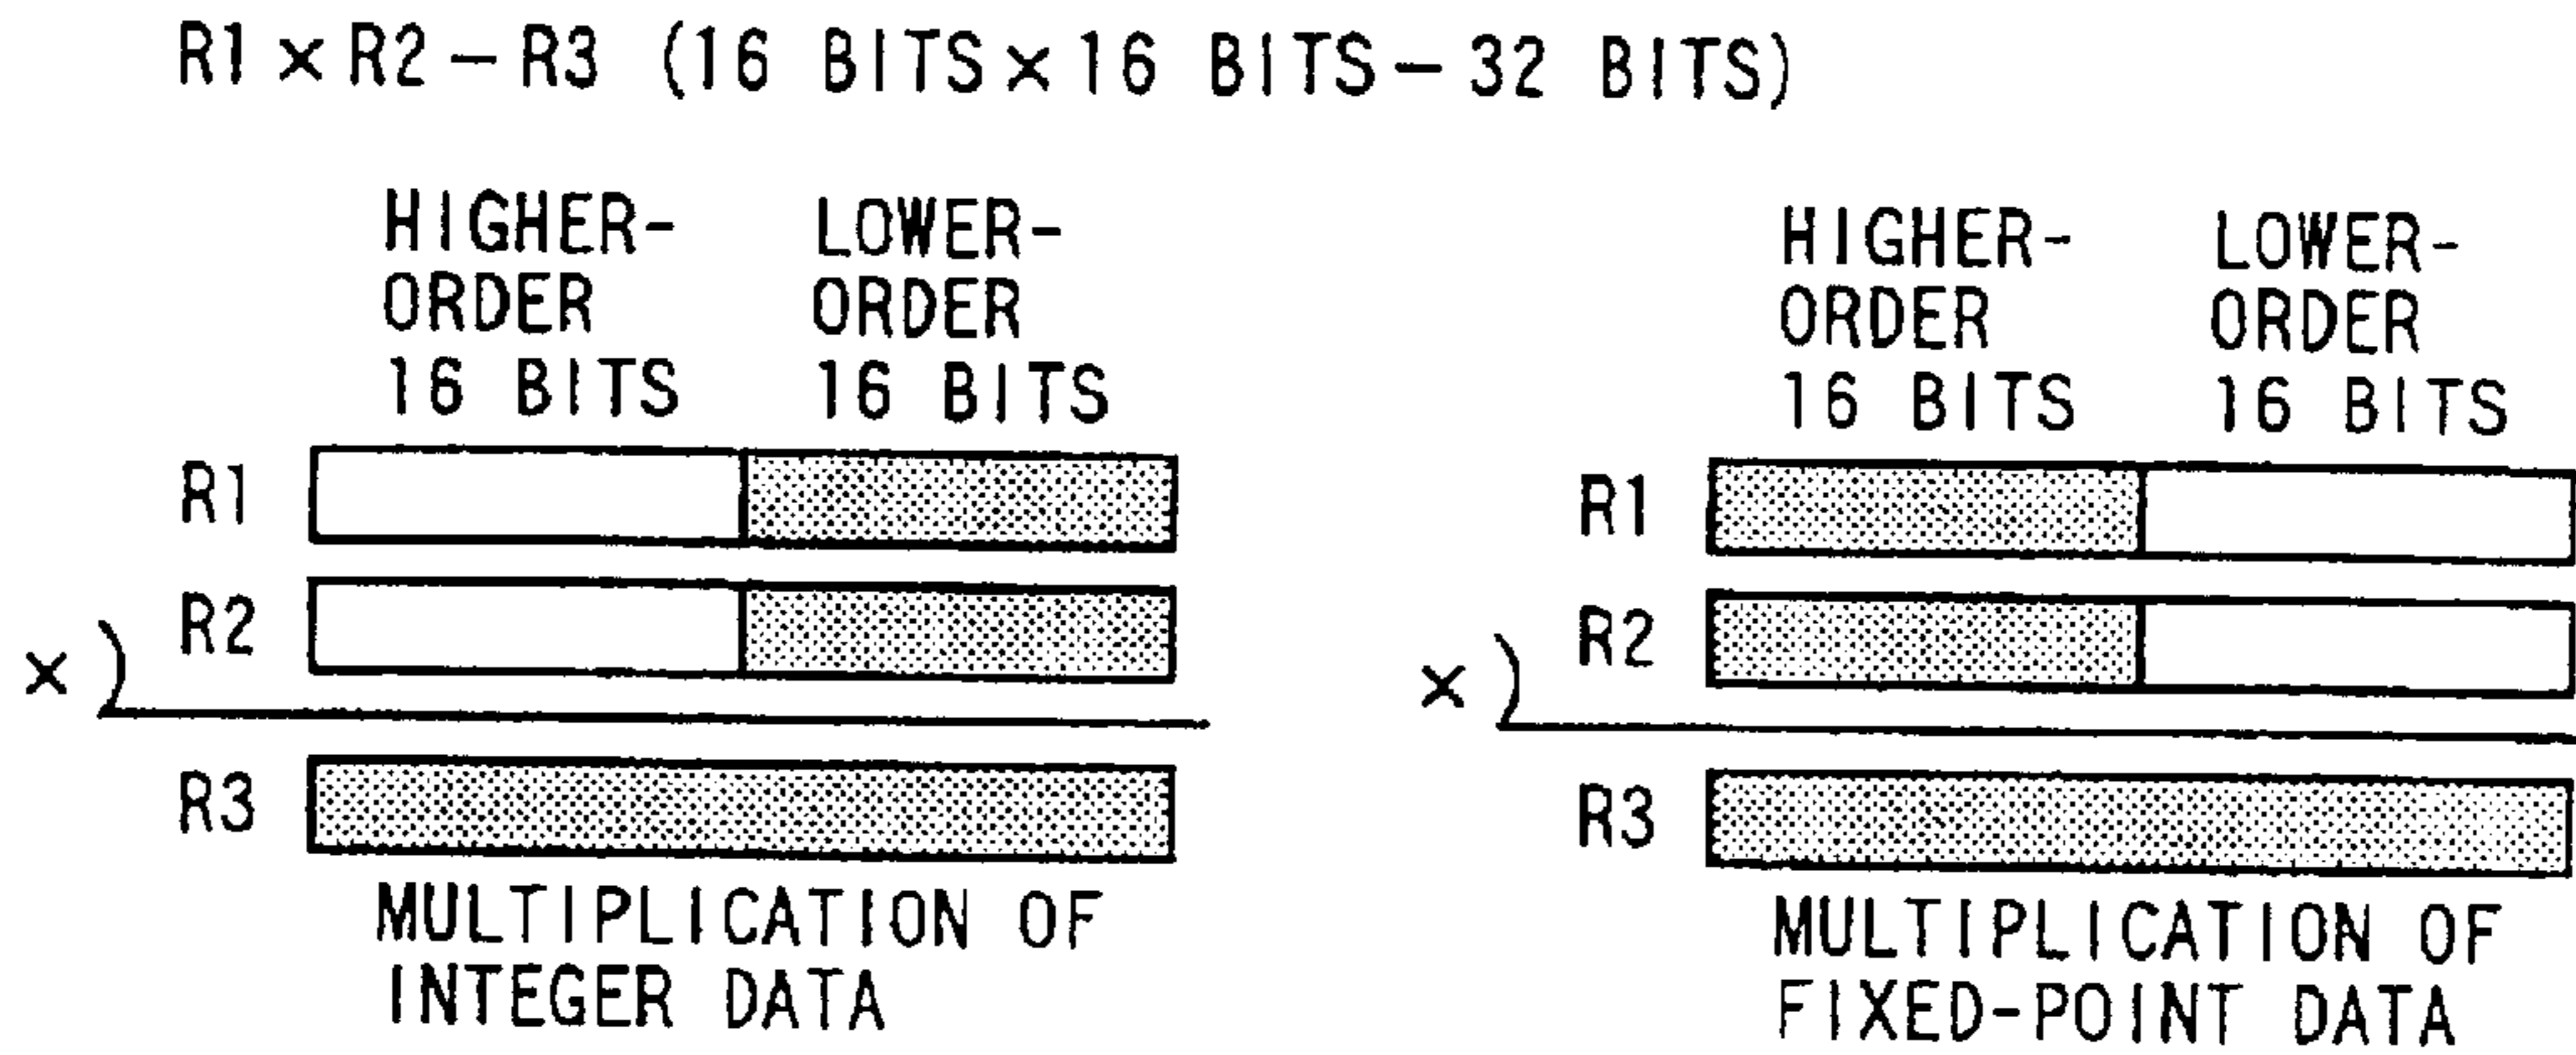 R1 × R2 − R3 (16 BITS × 16 BITS − 32 BITS)
HIGHER-
ORDER
16 BITS
LOWER-
ORDER
16 BITS
R1
R2
× )
R3
MULTIPLICATION OF
INTEGER DATA
HIGHER-
ORDER
16 BITS
LOWER-
ORDER
16 BITS
R1
R2
× )
R3
MULTIPLICATION OF
FIXED-POINT DATA